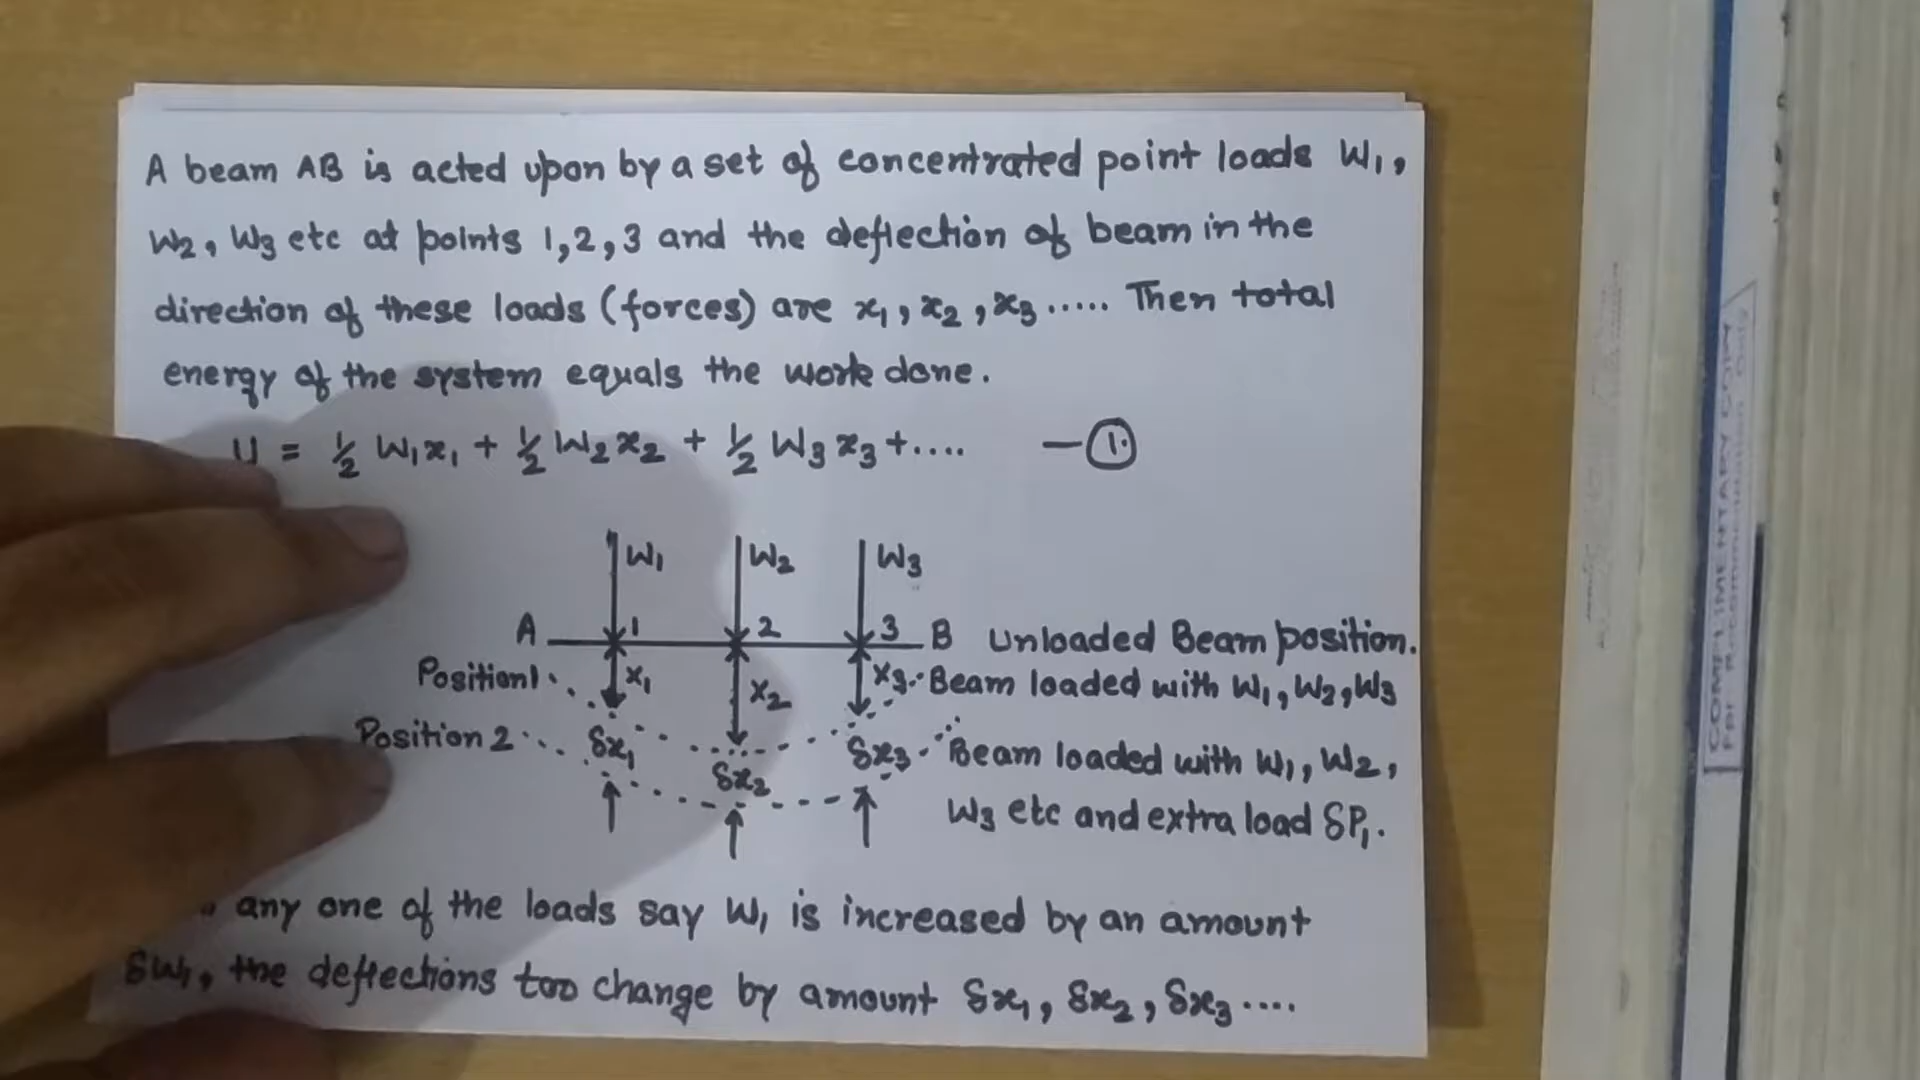 A beam AB is acted upon by a set of concentrated point loads W₁,
W₂, W₃ etc at points 1,2,3 and the deflection of beam in the
direction of these loads (forces) are x₁, x₂, x₃ ..... Then total
energy of the system equals the work done.
U = ½ W₁x₁ + ½ W₂x₂ + ½ W₃x₃ + .... — ①
W₁ W₂ W₃
A 1 2 3 B Unloaded Beam position.
Position 1 x₁ x₂ x₃ Beam loaded with W₁, W₂, W₃
Position 2 δx₁ δx₂ δx₃ Beam loaded with W₁, W₂,
W₃ etc and extra load δP₁.
any one of the loads say W₁ is increased by an amount
δW₁, the deflections too change by amount δx₁, δx₂, δx₃ ....
COMPLIMENTARY COPY
For Recommendation Only